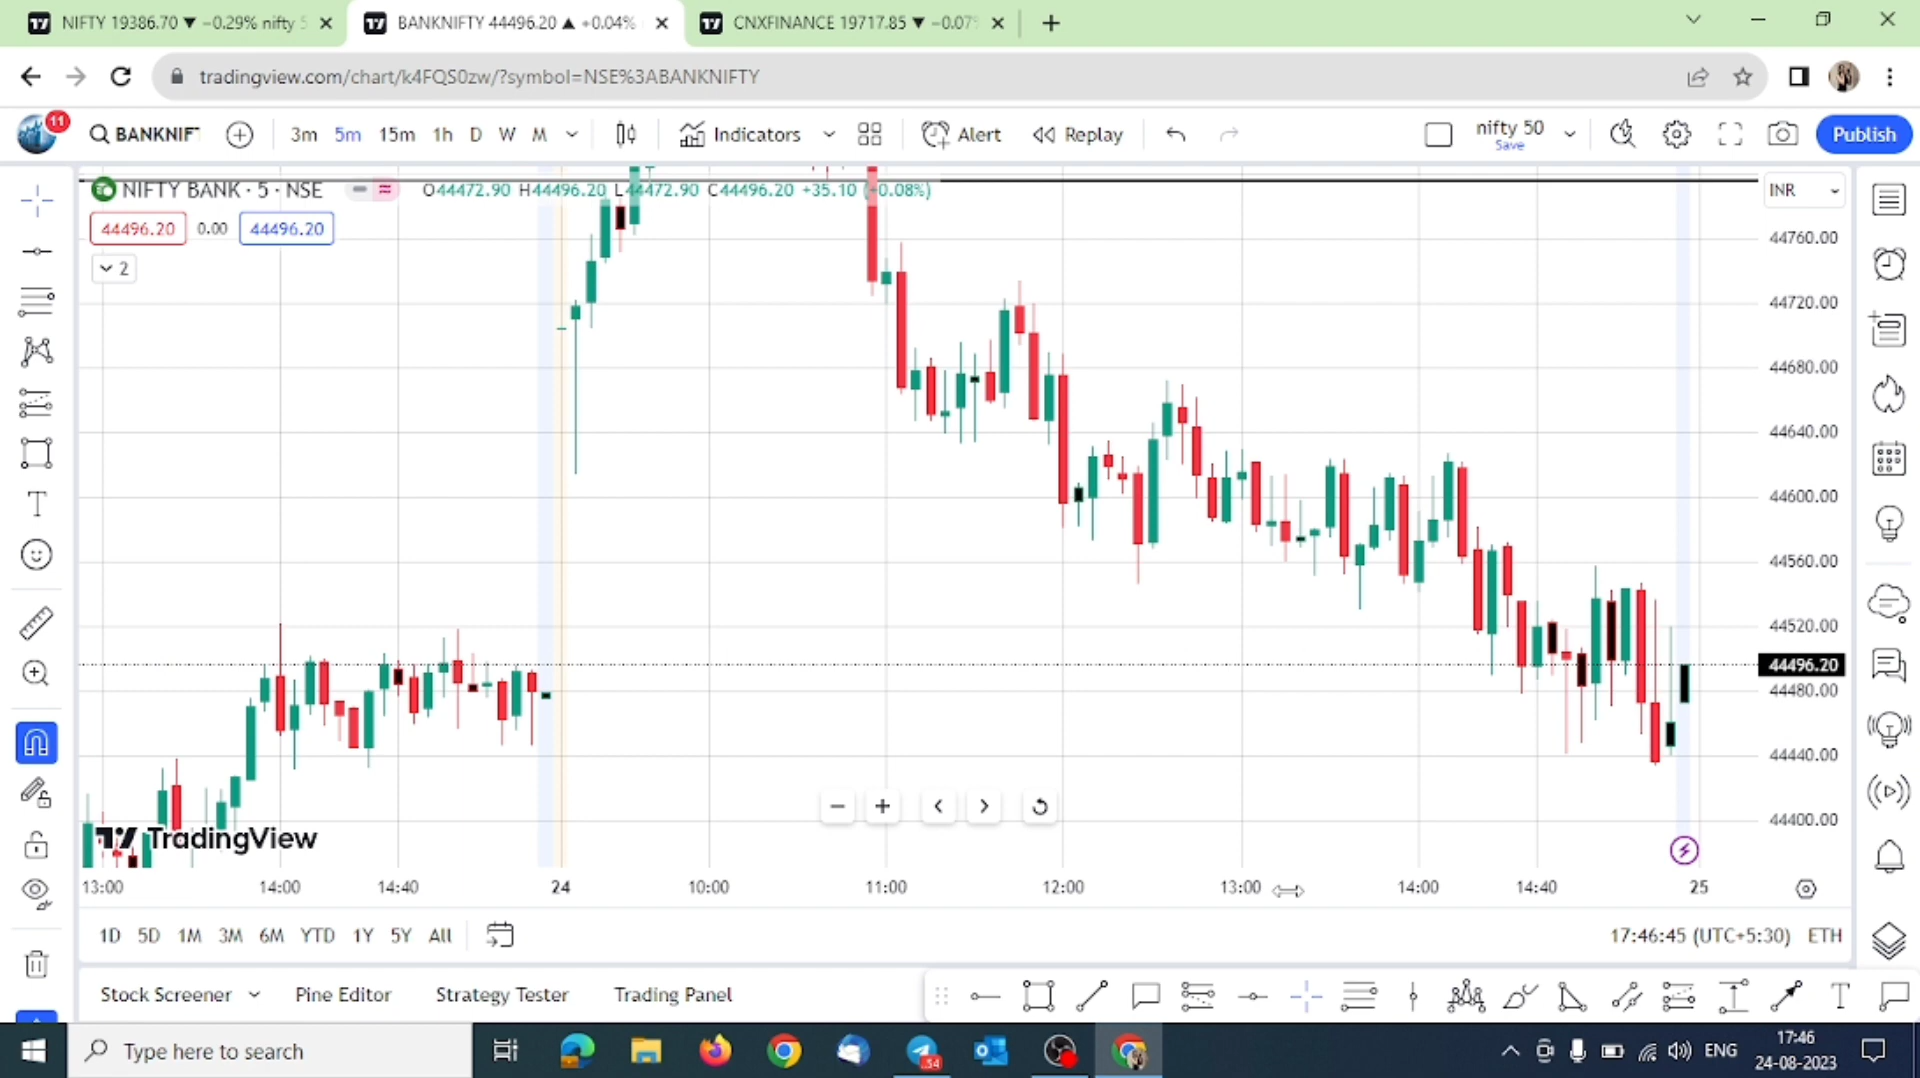 NIFTY 19386.70 ▼ −0.29% nifty 5
BANKNIFTY 44496.20 ▲ +0.04%
CNXFINANCE 19717.85 ▼ −0.07%
tradingview.com/chart/k4FQS0zw/?symbol=NSE%3ABANKNIFTY
11
BANKNIF
3m 5m 15m 1h D W M
Indicators
Alert
Replay
nifty 50
Save
Publish
NIFTY BANK · 5 · NSE
O44472.90 H44496.20 L44472.90 C44496.20 +35.10 (+0.08%)
INR
44496.20 0.00 44496.20
2
44760.00
44720.00
44680.00
44640.00
44600.00
44560.00
44520.00
44496.20
44480.00
44440.00
44400.00
TradingView
13:00 14:00 14:40 24 10:00 11:00 12:00 13:00 14:00 14:40 25
1D 5D 1M 3M 6M YTD 1Y 5Y All
17:46:45 (UTC+5:30) ETH
Stock Screener Pine Editor Strategy Tester Trading Panel
Type here to search
ENG
17:46
24-08-2023